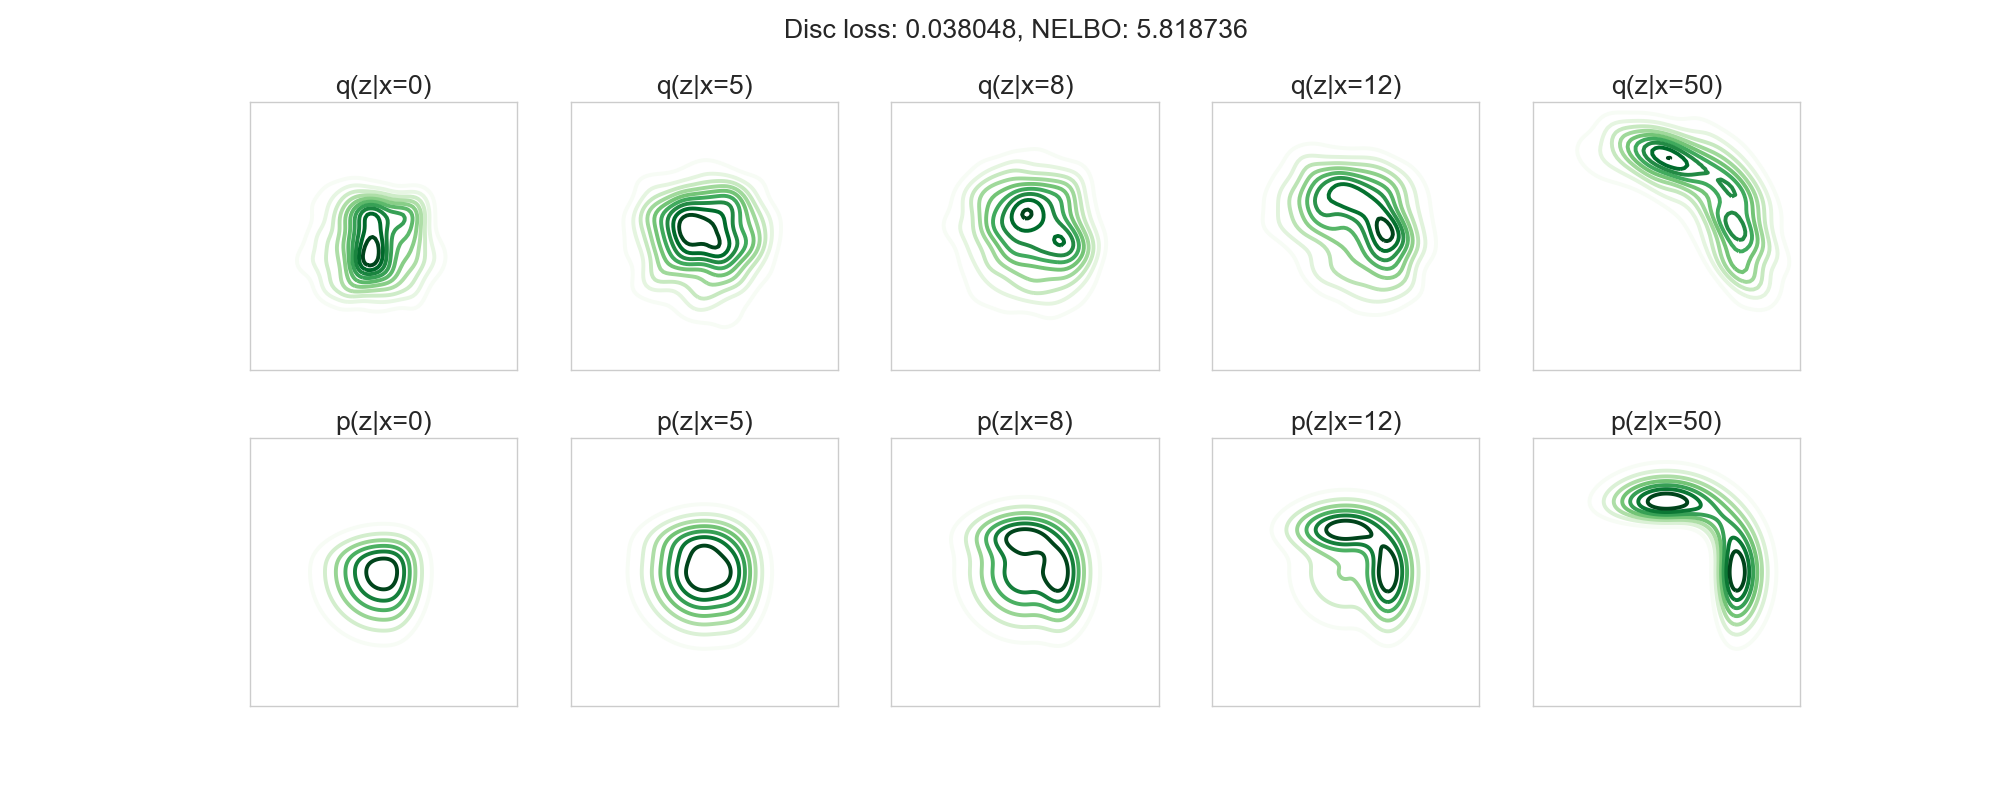 Disc loss: 0.038048, NELBO: 5.818736
q(z|x=0) q(z|x=5) q(z|x=8) q(z|x=12) q(z|x=50)
p(z|x=0) p(z|x=5) p(z|x=8) p(z|x=12) p(z|x=50)